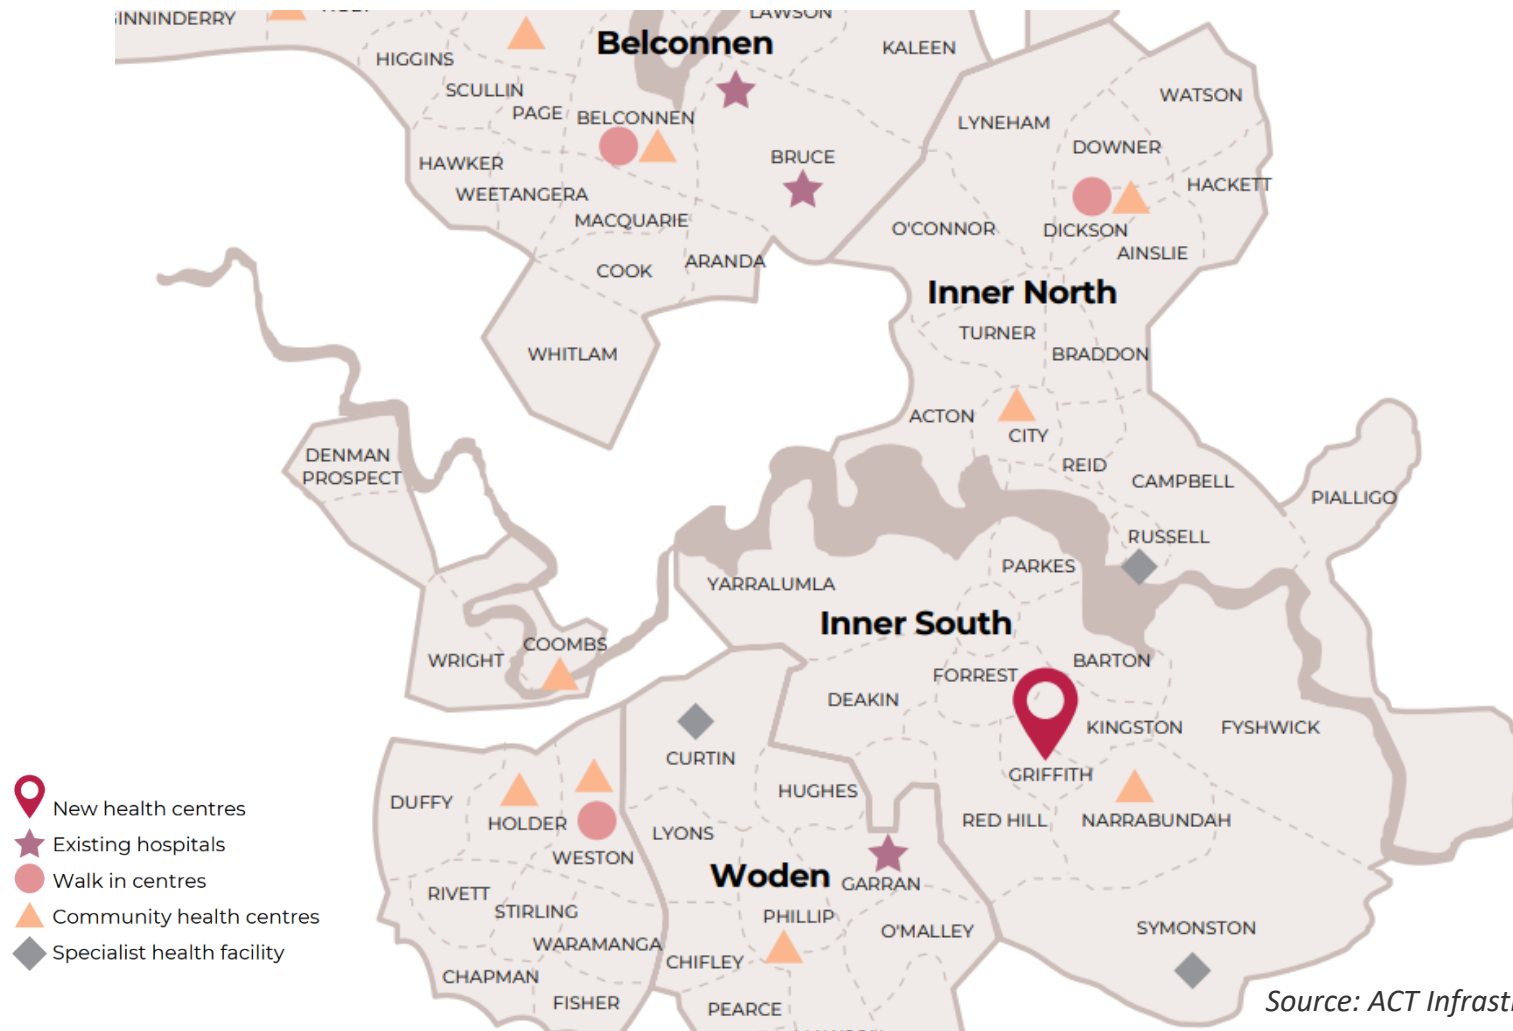 LAWSON
Belconnen
KALEEN
HIGGINS
SCULLIN
PAGE
BELCONNEN
WATSON
LYNEHAM
DOWNER
HAWKER
BRUCE
WEETANGERA
HACKETT
MACQUARIE
O'CONNOR
DICKSON
AINSLIE
COOK
ARANDA
Inner North
TURNER
WHITLAM
BRADDON
ACTON
CITY
DENMAN
PROSPECT
REID
CAMPBELL
PIALLIGO
RUSSELL
PARKES
YARRALUMLA
Inner South
COOMBS
WRIGHT
FORREST
BARTON
DEAKIN
KINGSTON
FYSHWICK
CURTIN
GRIFFITH
HUGHES
DUFFY
HOLDER
LYONS
RED HILL
NARRABUNDAH
WESTON
Woden
GARRAN
RIVETT
STIRLING
PHILLIP
O'MALLEY
SYMONSTON
WARAMANGA
CHIFLEY
CHAPMAN
FISHER
PEARCE
New health centres
Existing hospitals
Walk in centres
Community health centres
Specialist health facility
Source: ACT